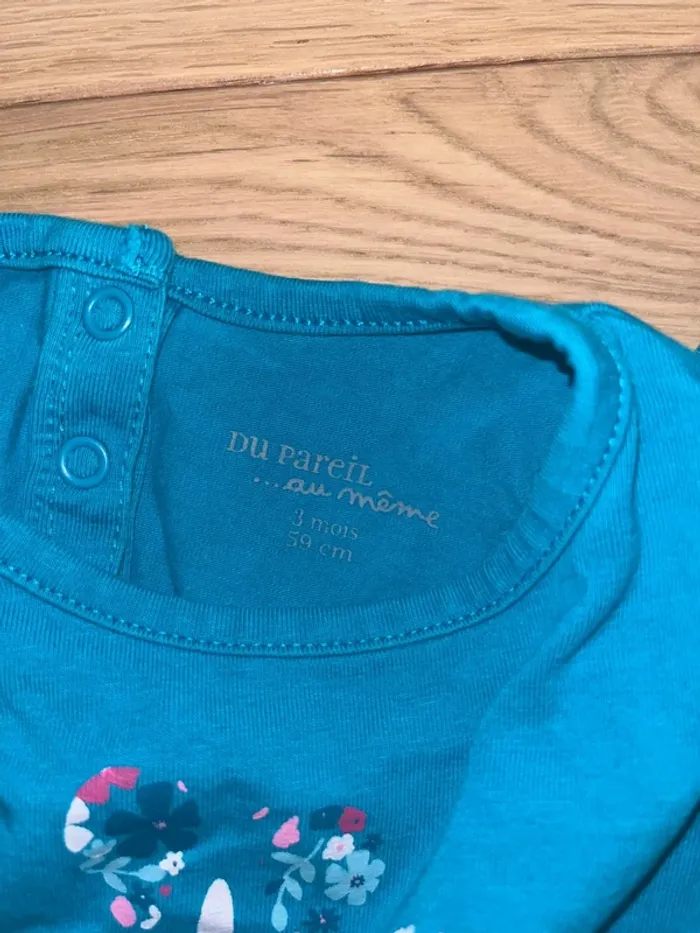 DU PAREIL
...au même
3 mois
59 cm